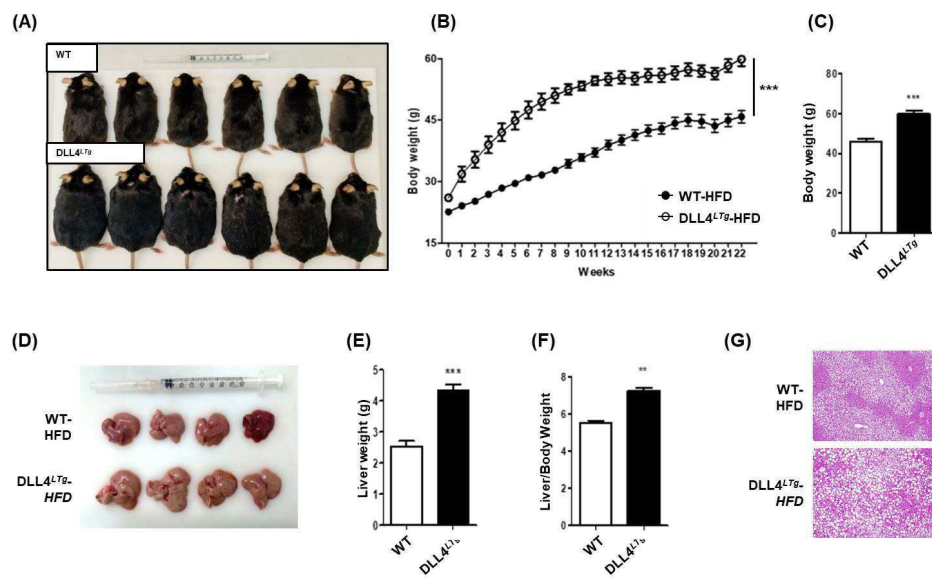 (A)
WT
DLL4LTg
(B)
Body weight (g)
60
45
30
15
***
WT-HFD
DLL4LTg-HFD
0 1 2 3 4 5 6 7 8 9 10 11 12 13 14 15 16 17 18 19 20 21 22
Weeks
(C)
Body weight (g)
80
60
40
20
0
***
WT
DLL4LTg
(D)
WT-
HFD
DLL4LTg-
HFD
(E)
Liver weight (g)
5
4
3
2
1
0
***
WT
(F)
Liver/Body Weight
8
6
4
2
0
**
WT
(G)
WT-
HFD
DLL4LTg-
HFD